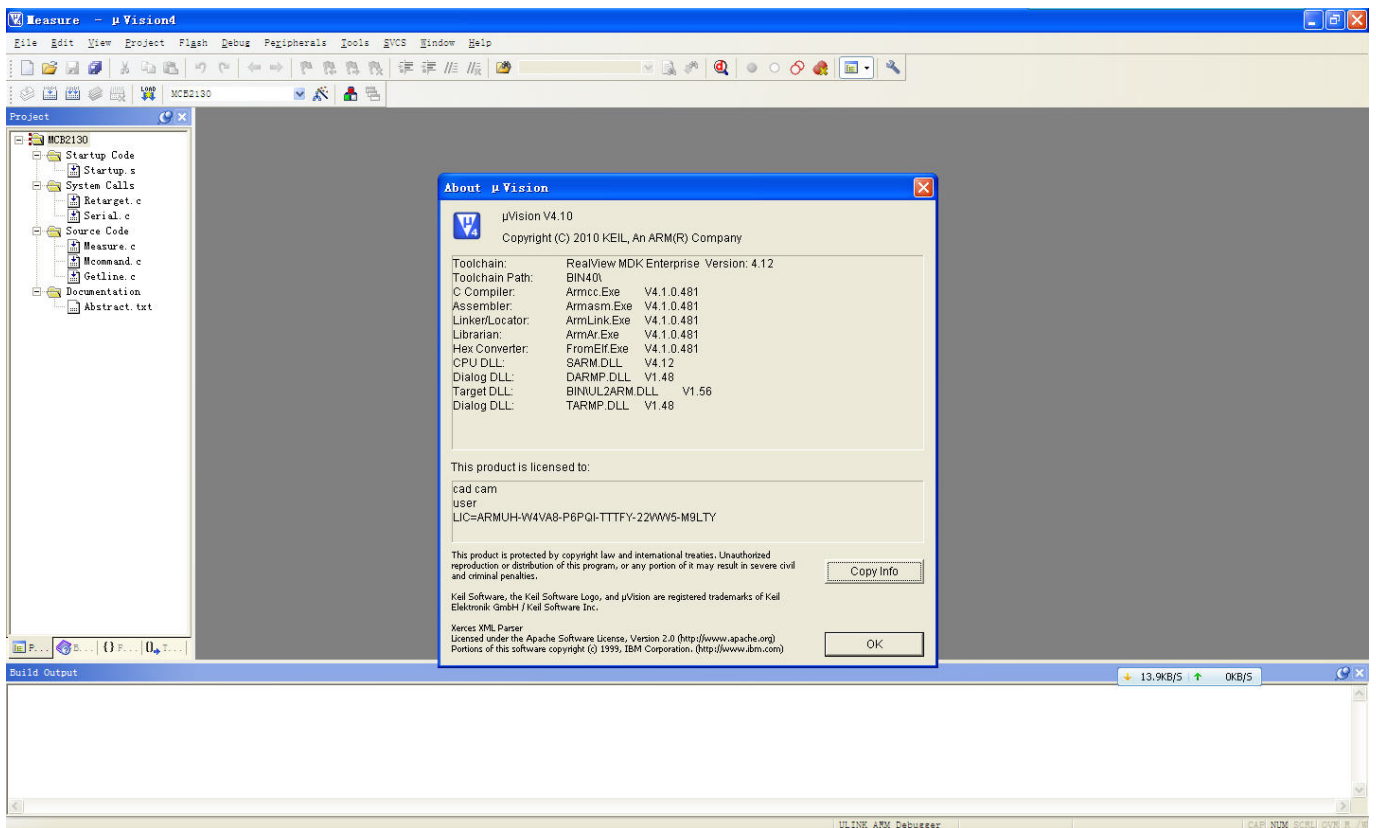 Measure - µVision4
File Edit View Project Flash Debug Peripherals Tools SVCS Window Help
LOAD MCB2130
Project
MCB2130
Startup Code
Startup.s
System Calls
Retarget.c
Serial.c
Source Code
Measure.c
Mcommand.c
Getline.c
Documentation
Abstract.txt
P... B... {} F... 0 T...
About µVision
µVision V4.10
Copyright (C) 2010 KEIL, An ARM(R) Company
Toolchain: RealView MDK Enterprise Version: 4.12
Toolchain Path: BIN40\
C Compiler: Armcc.Exe V4.1.0.481
Assembler: Armasm.Exe V4.1.0.481
Linker/Locator: ArmLink.Exe V4.1.0.481
Librarian: ArmAr.Exe V4.1.0.481
Hex Converter: FromElf.Exe V4.1.0.481
CPU DLL: SARM.DLL V4.12
Dialog DLL: DARMP.DLL V1.48
Target DLL: BIN\UL2ARM.DLL V1.56
Dialog DLL: TARMP.DLL V1.48
This product is licensed to:
cad cam
user
LIC=ARMUH-W4VA8-P6PQI-TTTFY-22WW5-M9LTY
This product is protected by copyright law and international treaties. Unauthorized
reproduction or distribution of this program, or any portion of it may result in severe civil
and criminal penalties.
Copy Info
Keil Software, the Keil Software Logo, and µVision are registered trademarks of Keil
Elektronik GmbH / Keil Software Inc.
Xerces XML Parser
Licensed under the Apache Software License, Version 2.0 (http://www.apache.org)
Portions of this software copyright (c) 1999, IBM Corporation. (http://www.ibm.com)
OK
Build Output
13.9KB/S 0KB/S
ULINK ARM Debugger
CAP NUM SCRL OVR R /W